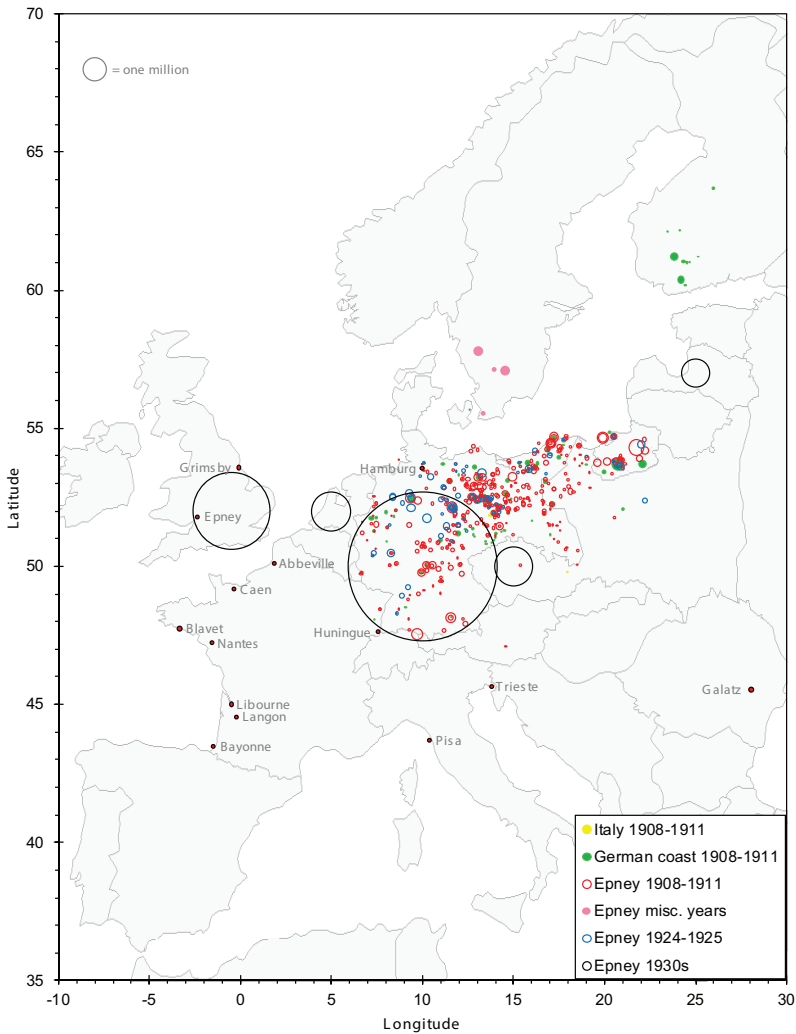 70
= one million
65
60
55
Grimsby
Hamburg
Epney
50
Abbeville
Caen
Blavet
Huningue
Nantes
Trieste
Galatz
45
Libourne
Langon
Pisa
Bayonne
40
35
Latitude
Italy 1908-1911
German coast 1908-1911
Epney 1908-1911
Epney misc. years
Epney 1924-1925
Epney 1930s
-10 -5 0 5 10 15 20 25 30
Longitude